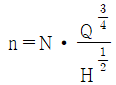 n = N · Q^(3/4) / H^(1/2)